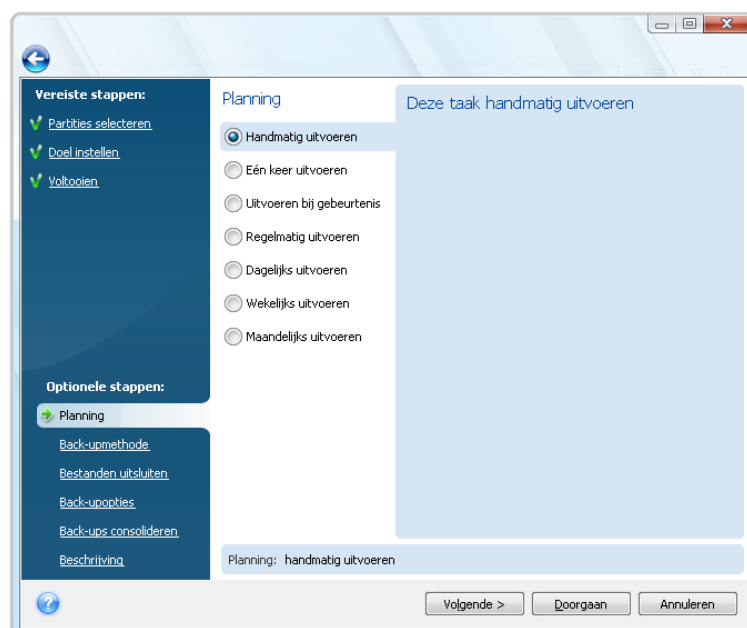 Vereiste stappen:
Partities selecteren
Doel instellen
Voltooien
Optionele stappen:
Planning
Back-upmethode
Bestanden uitsluiten
Back-upopties
Back-ups consolideren
Beschrijving
Planning
Handmatig uitvoeren
Eén keer uitvoeren
Uitvoeren bij gebeurtenis
Regelmatig uitvoeren
Dagelijks uitvoeren
Wekelijks uitvoeren
Maandelijks uitvoeren
Deze taak handmatig uitvoeren
Planning: handmatig uitvoeren
Volgende >
Doorgaan
Annuleren